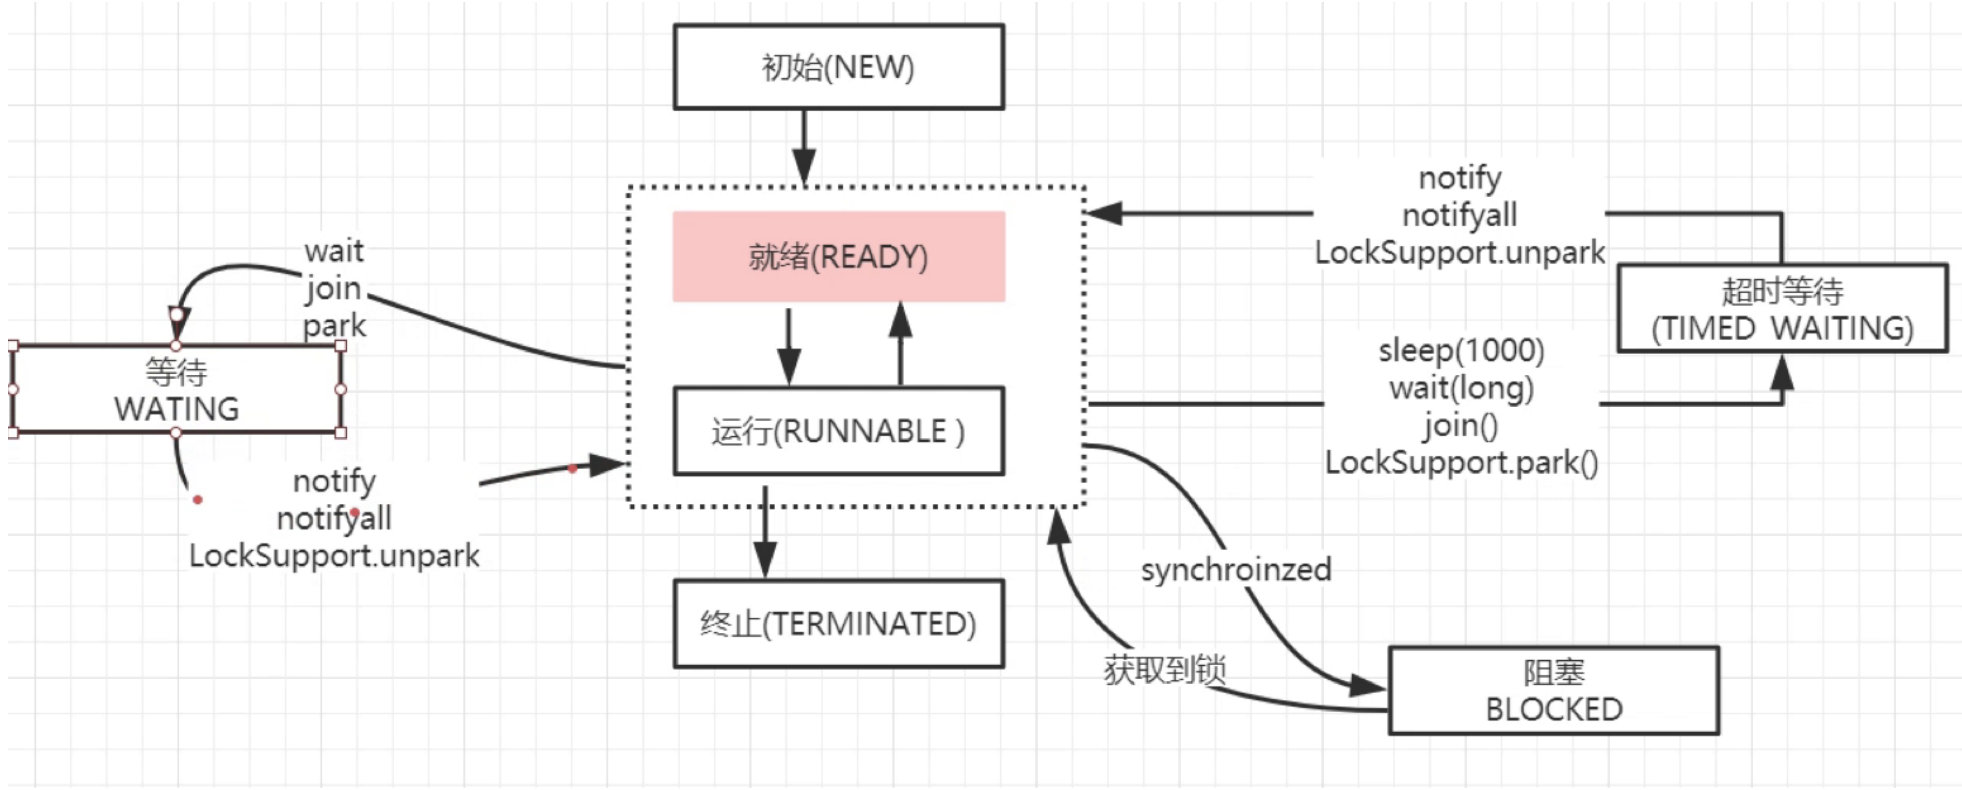 初始(NEW)
就绪(READY)
运行(RUNNABLE )
终止(TERMINATED)
wait
join
park
等待
WATING
notify
notifyall
LockSupport.unpark
notify
notifyall
LockSupport.unpark
超时等待
(TIMED WAITING)
sleep(1000)
wait(long)
join()
LockSupport.park()
synchroinzed
获取到锁
阻塞
BLOCKED